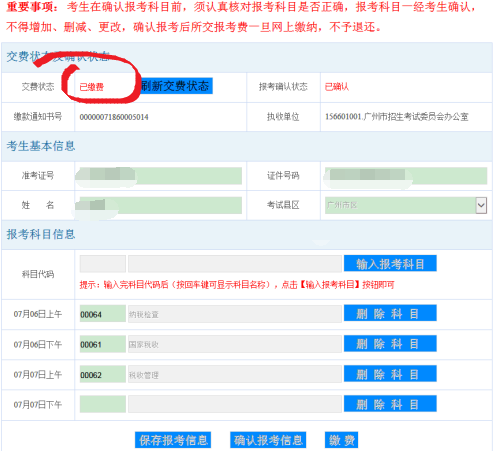 重要事项： 考生在确认报考科目前，须认真核对报考科目是否正确，报考科目一经考生确认，
不得增加、删减、更改，确认报考后所交报考费一旦网上缴纳，不予退还。
交费状态及确认状态
交费状态 已缴费 刷新交费状态 报考确认状态 已确认
缴款通知书号 00000071860005014 执收单位 156601001,广州市招生考试委员会办公室
考生基本信息
准考证号 证件号码
姓 名 考试县区 广州市区
报考科目信息
科目代码 输入报考科目
提示：输入完科目代码后（按回车键可显示科目名称），点击【输入报考科目】按钮即可
07月06日上午 00064 纳税检查 删 除 科 目
07月06日下午 00061 国家税收 删 除 科 目
07月07日上午 00062 税收管理 删 除 科 目
07月07日下午 删 除 科 目
保存报考信息 确认报考信息 缴 费